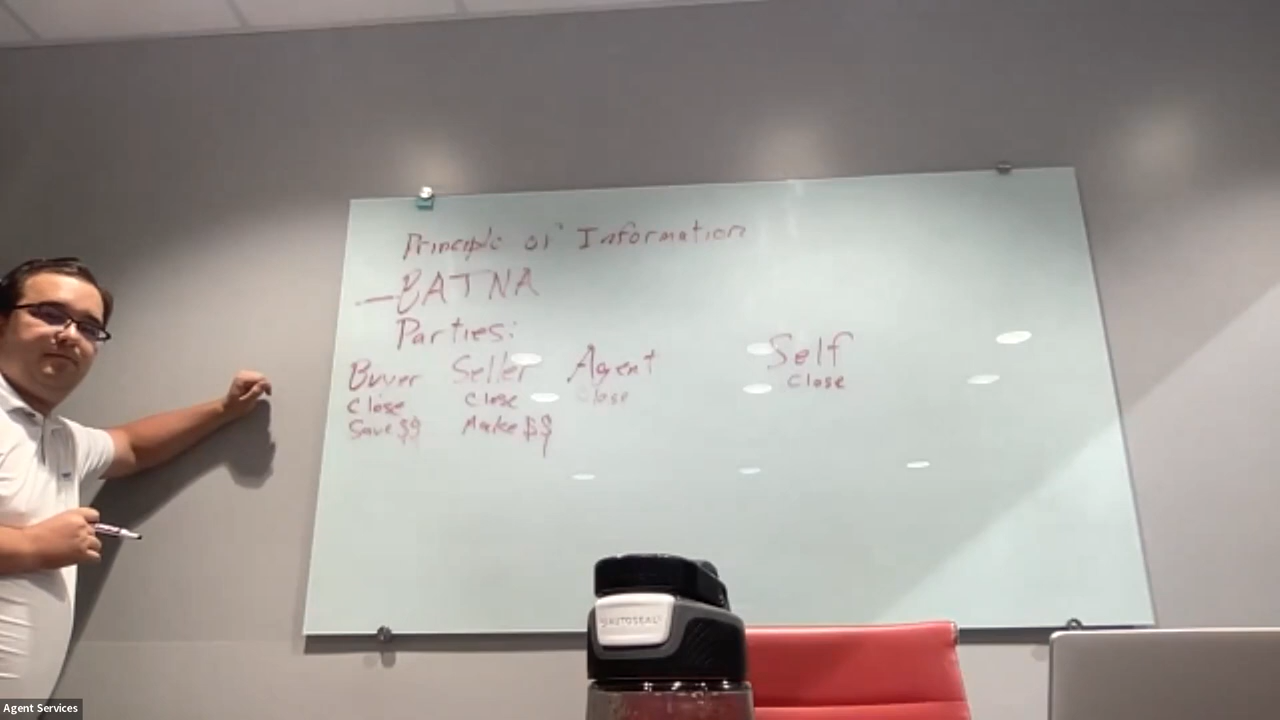 Principle of Information
—BATNA
Parties:
Buyer Seller Agent Self
Close Close Close Close
Save $$ Make $$
AUTOSEAL
Agent Services